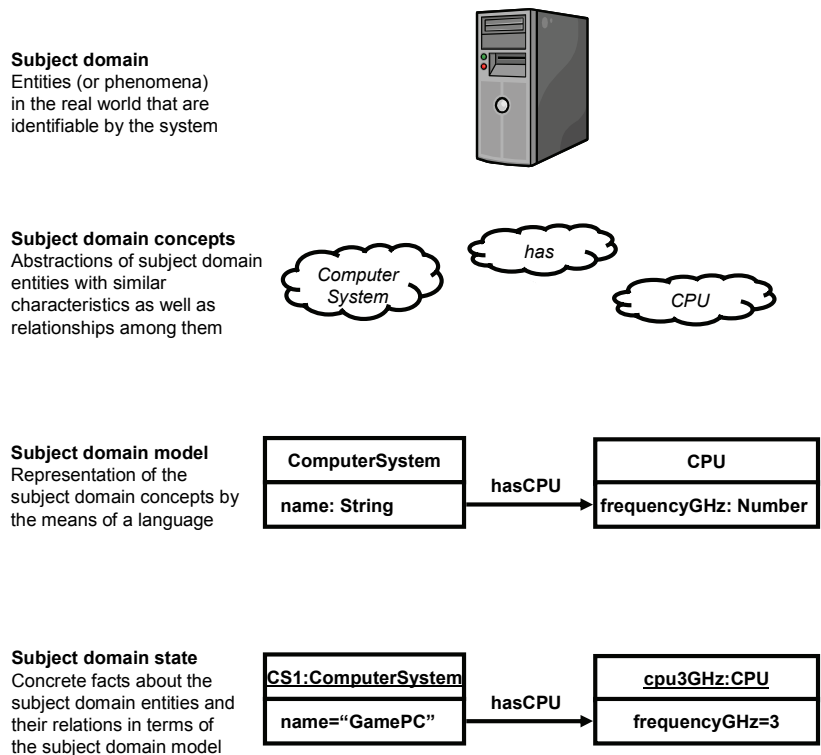 Subject domain
Entities (or phenomena)
in the real world that are
identifiable by the system
Subject domain concepts
Abstractions of subject domain
entities with similar
characteristics as well as
relationships among them
Computer
System
has
CPU
Subject domain model
Representation of the
subject domain concepts by
the means of a language
ComputerSystem
name: String
hasCPU
CPU
frequencyGHz: Number
Subject domain state
Concrete facts about the
subject domain entities and
their relations in terms of
the subject domain model
CS1:ComputerSystem
name=“GamePC”
hasCPU
cpu3GHz:CPU
frequencyGHz=3